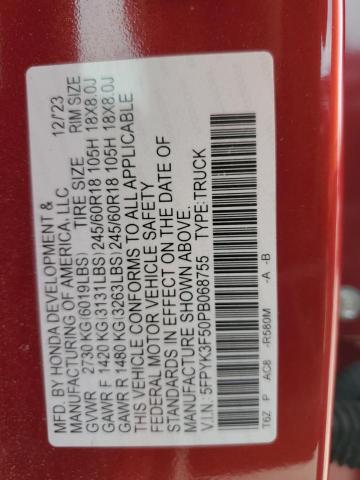 MFD. BY HONDA DEVELOPMENT & 12/'23
MANUFACTURING OF AMERICA, LLC
TIRE SIZE RIM SIZE
GVWR 2730 KG(6019LBS)
GAWR F 1420 KG(3131LBS) 245/60R18 105H 18X8.0J
GAWR R 1480 KG(3263LBS) 245/60R18 105H 18X8.0J
THIS VEHICLE CONFORMS TO ALL APPLICABLE
FEDERAL MOTOR VEHICLE SAFETY
STANDARDS IN EFFECT ON THE DATE OF
MANUFACTURE SHOWN ABOVE.
V.I.N.: 5FPYK3F50PB068755 TYPE:TRUCK
T6Z P AC8 -R580M -A -B